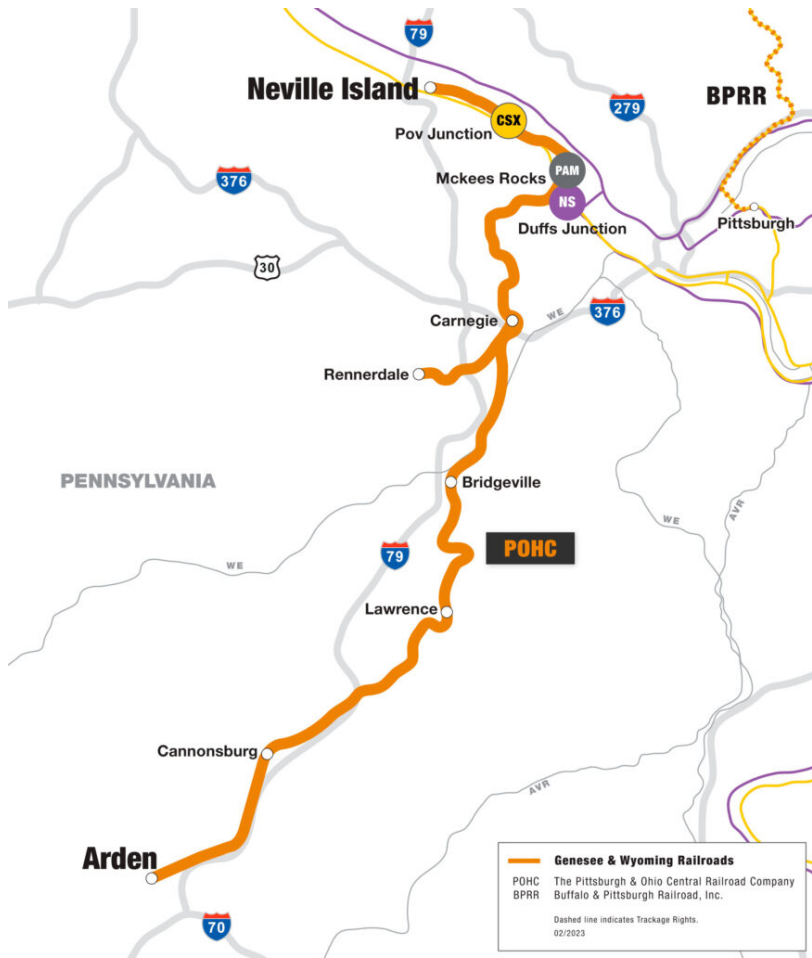 79
Neville Island
BPRR
CSX
279
Pov Junction
376
Mckees Rocks
PAM
NS
Duffs Junction
Pittsburgh
30
Carnegie
WE
376
Rennerdale
PENNSYLVANIA
Bridgeville
WE
AVR
POHC
79
WE
Lawrence
Cannonsburg
AVR
Arden
70
Genesee & Wyoming Railroads
POHC The Pittsburgh & Ohio Central Railroad Company
BPRR Buffalo & Pittsburgh Railroad, Inc.
Dashed line indicates Trackage Rights.
02/2023